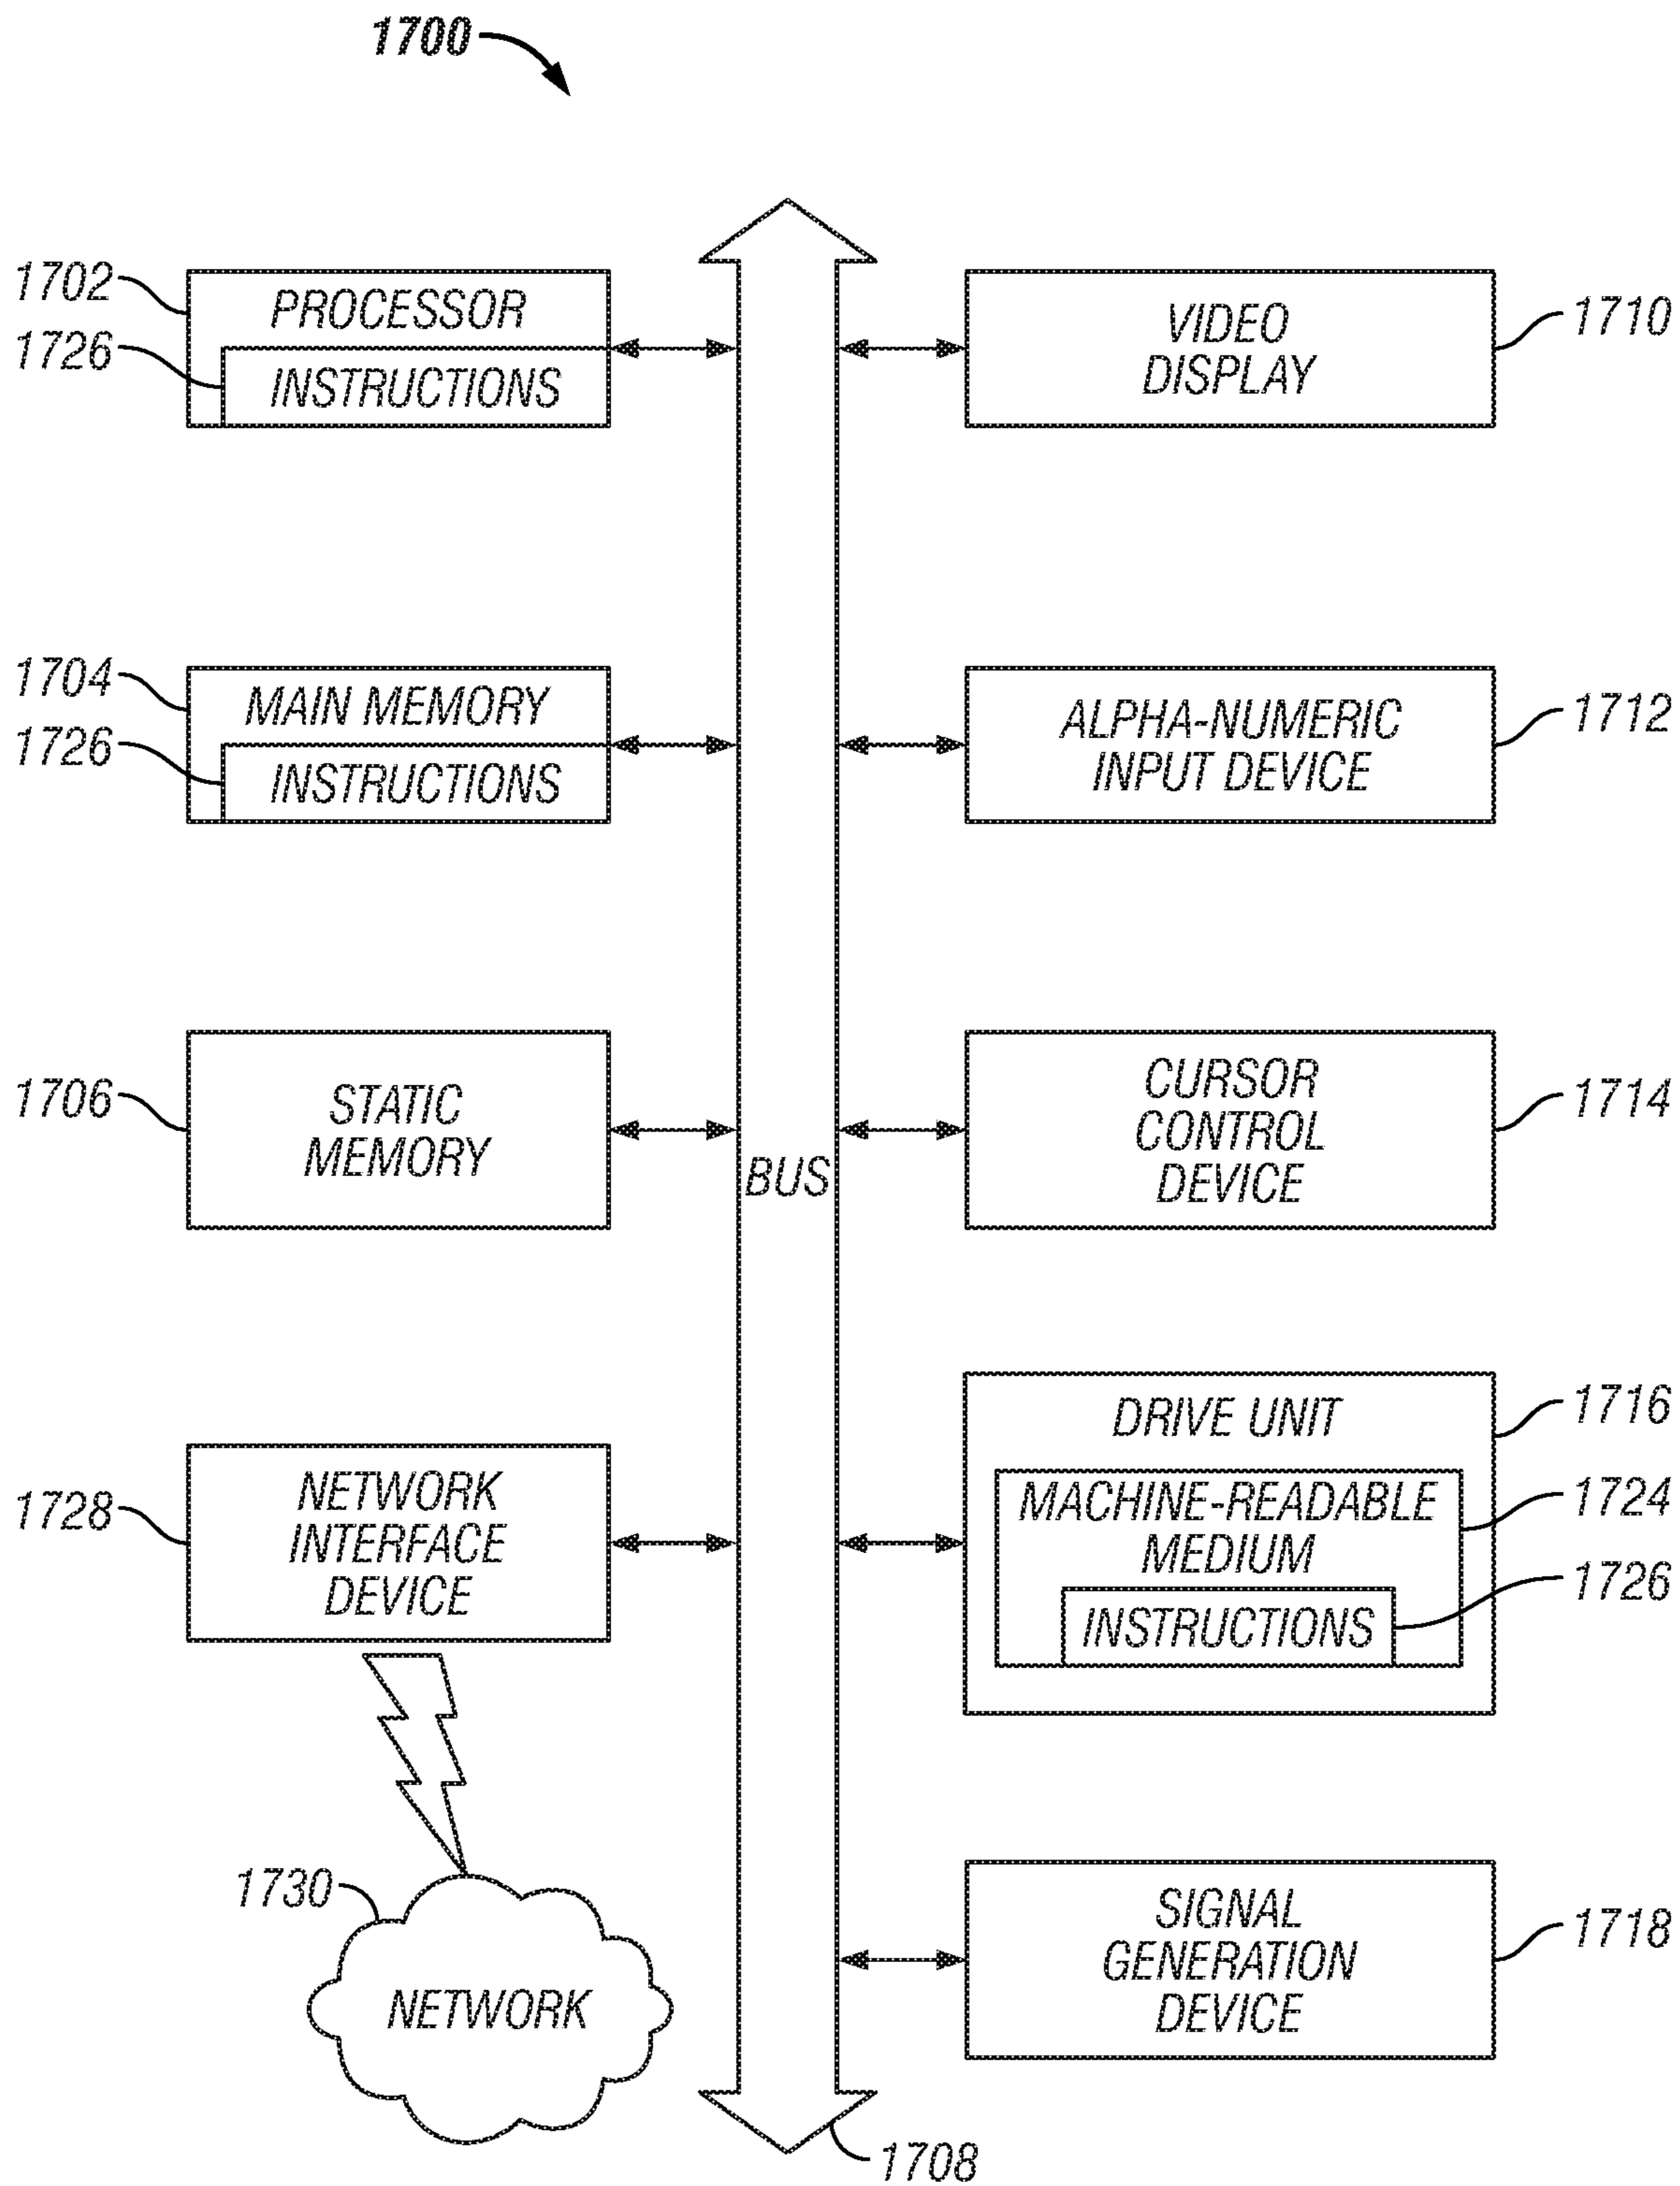 1700
1702
PROCESSOR
1726
INSTRUCTIONS
VIDEO
DISPLAY
1710
1704
MAIN MEMORY
1726
INSTRUCTIONS
ALPHA-NUMERIC
INPUT DEVICE
1712
1706
STATIC
MEMORY
BUS
CURSOR
CONTROL
DEVICE
1714
1728
NETWORK
INTERFACE
DEVICE
DRIVE UNIT
1716
MACHINE-READABLE
MEDIUM
1724
INSTRUCTIONS
1726
1730
NETWORK
SIGNAL
GENERATION
DEVICE
1718
1708